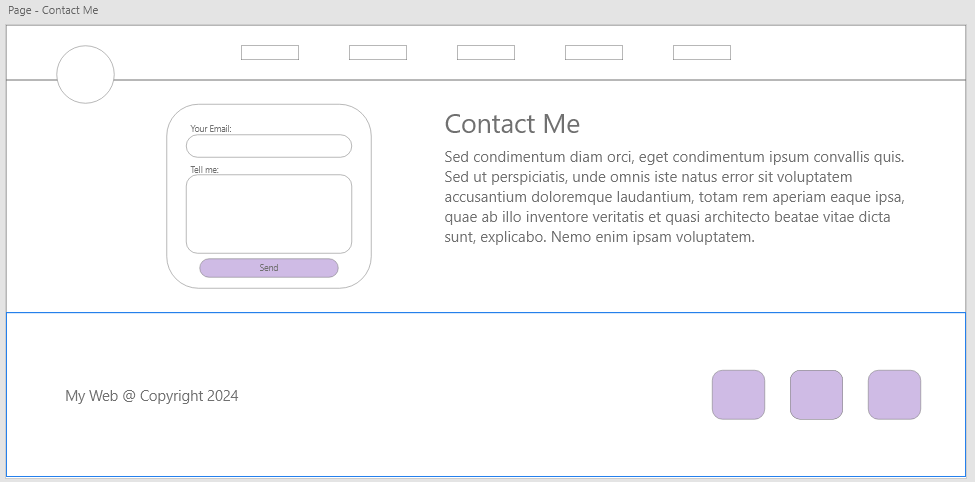 Page - Contact Me
Your Email:
Tell me:
Send
Contact Me
Sed condimentum diam orci, eget condimentum ipsum convallis quis.
Sed ut perspiciatis, unde omnis iste natus error sit voluptatem
accusantium doloremque laudantium, totam rem aperiam eaque ipsa,
quae ab illo inventore veritatis et quasi architecto beatae vitae dicta
sunt, explicabo. Nemo enim ipsam voluptatem.
My Web @ Copyright 2024